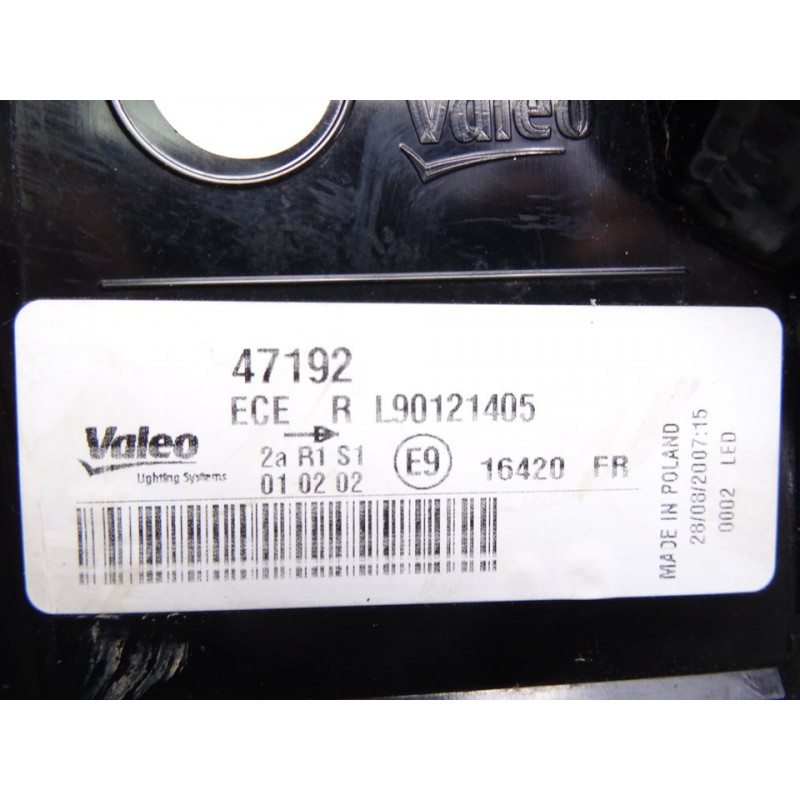 Valeo
47192
ECE R L90121405
Valeo
Lighting Systems
2a R1 S1
01 02 02
E9
16420 FR
MADE IN POLAND
28/08/2007:15
0002 LED